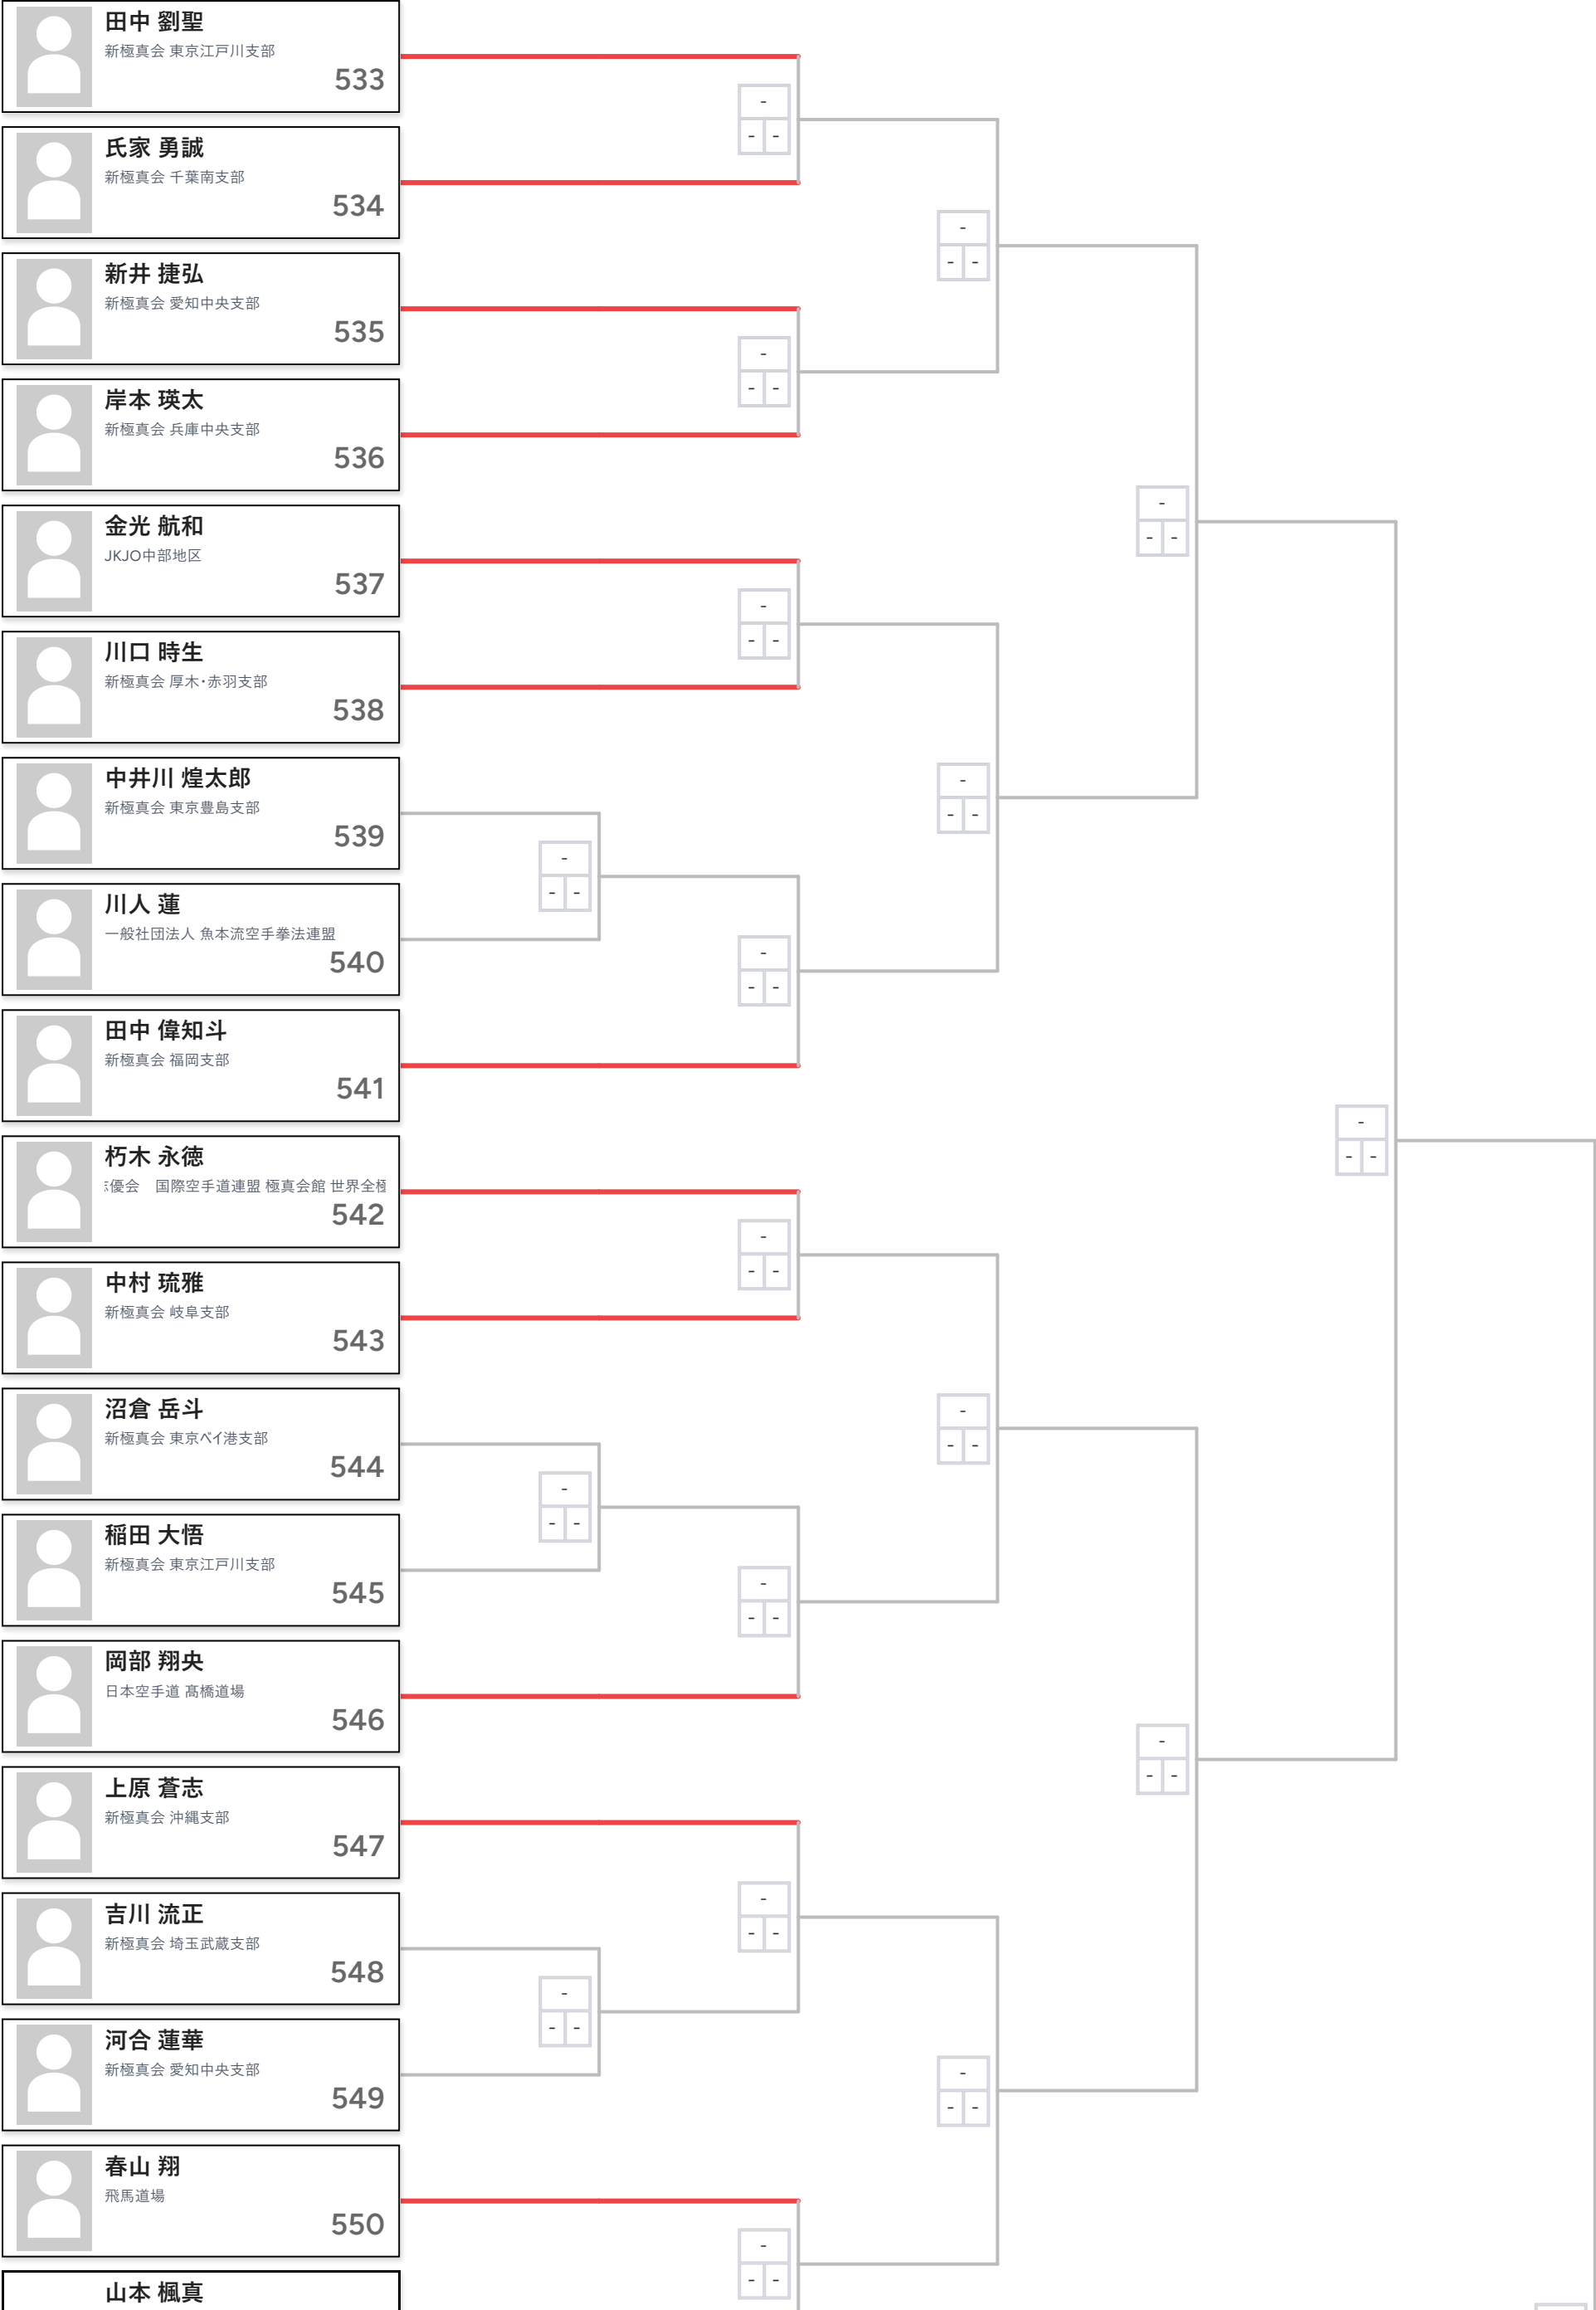 田中 劉聖
新極真会 東京江戸川支部
533
氏家 勇誠
新極真会 千葉南支部
534
新井 捷弘
新極真会 愛知中央支部
535
岸本 瑛太
新極真会 兵庫中央支部
536
金光 航和
JKJO中部地区
537
川口 時生
新極真会 厚木・赤羽支部
538
中井川 煌太郎
新極真会 東京豊島支部
539
川人 蓮
一般社団法人 魚本流空手拳法連盟
540
田中 偉知斗
新極真会 福岡支部
541
朽木 永徳
優会　国際空手道連盟 極真会館 世界全極
542
中村 琉雅
新極真会 岐阜支部
543
沼倉 岳斗
新極真会 東京ベイ港支部
544
稲田 大悟
新極真会 東京江戸川支部
545
岡部 翔央
日本空手道 髙橋道場
546
上原 蒼志
新極真会 沖縄支部
547
吉川 流正
新極真会 埼玉武蔵支部
548
河合 蓮華
新極真会 愛知中央支部
549
春山 翔
飛馬道場
550
山本 楓真